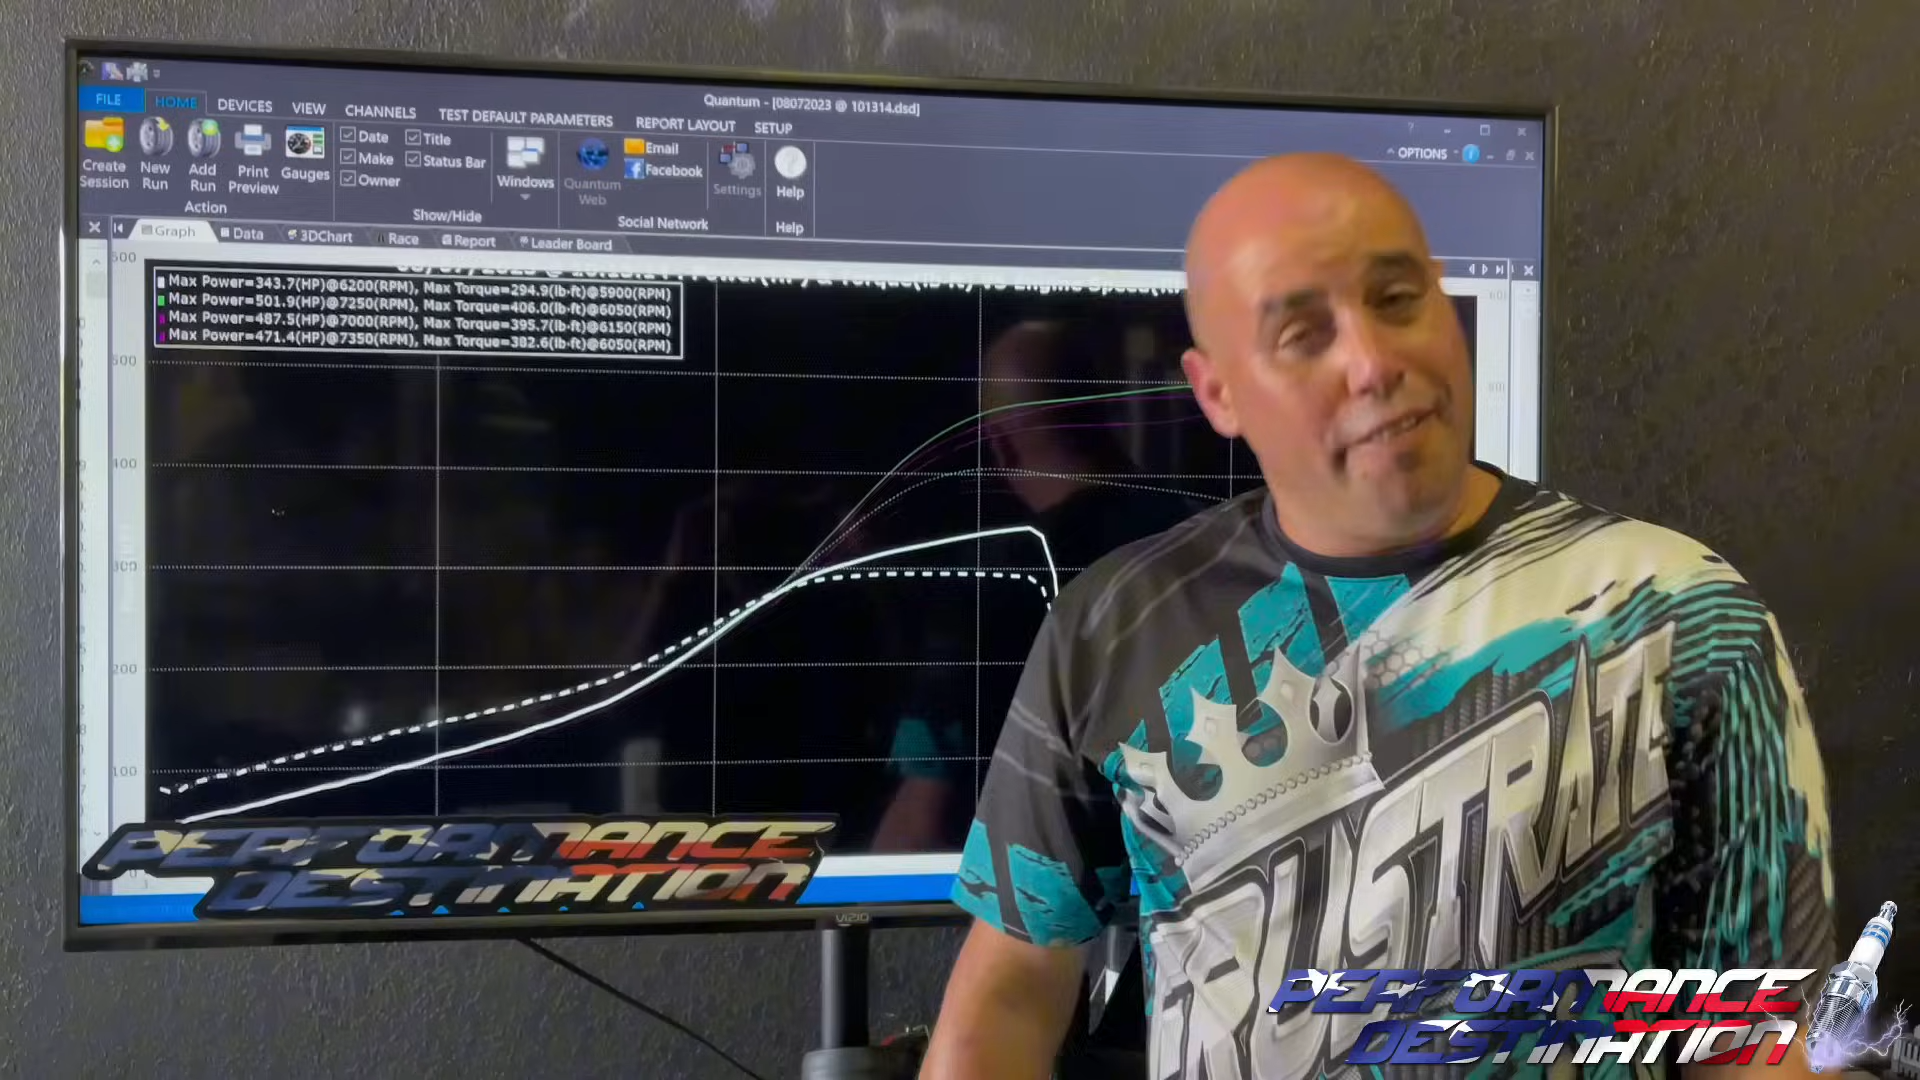 Quantum - [08072023 @ 101314.dsd]
FILE HOME DEVICES VIEW CHANNELS TEST DEFAULT PARAMETERS REPORT LAYOUT SETUP
OPTIONS
Create Session
New Run
Add Run
Print Preview
Gauges
Action
Date Title
Make Status Bar
Owner
Show/Hide
Windows
Quantum Web
Email
Facebook
Social Network
Settings
Help
Help
Graph Data 3DChart Race Report Leader Board
Max Power=343.7(HP)@6200(RPM), Max Torque=294.9(lb-ft)@5900(RPM)
Max Power=501.9(HP)@7250(RPM), Max Torque=406.0(lb-ft)@6050(RPM)
Max Power=487.5(HP)@7000(RPM), Max Torque=395.7(lb-ft)@6150(RPM)
Max Power=471.4(HP)@7350(RPM), Max Torque=382.6(lb-ft)@6050(RPM)
400
300
200
100
PERFORMANCE
DESTINATION
VIZIO
FRUSTRATE
PERFORMANCE
DESTINATION